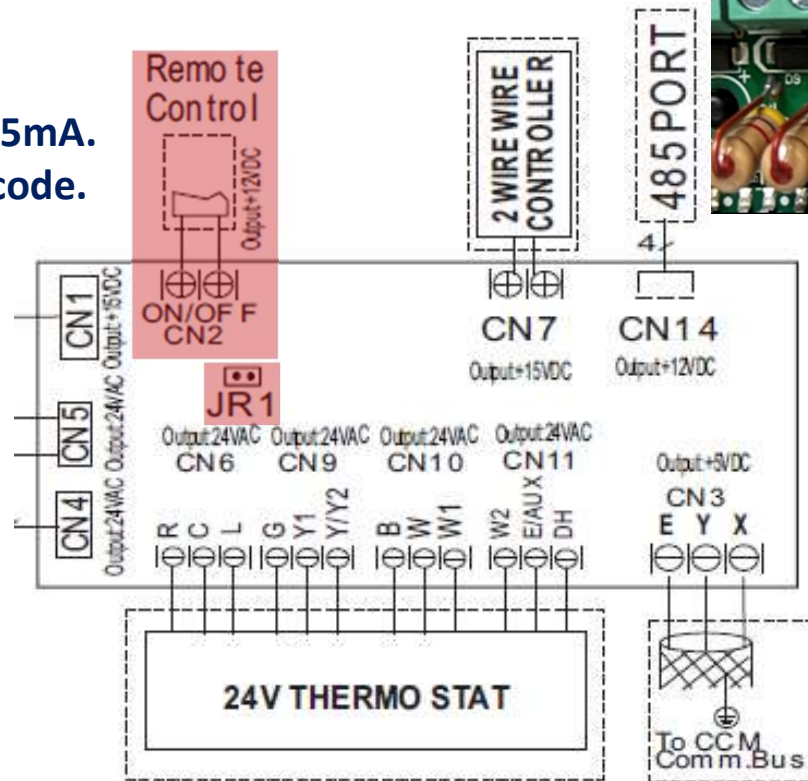 5mA.
code.
Remo te
Control
Output:+12VDC
ON/OF F
CN2
JR1
2 WIRE WIRE
CONTROLLE R
CN7
Output:+15VDC
485PORT
4
CN14
Output:+12VDC
CN1
Output:+15VDC
CN5
Output:24VAC
CN4
Output:24VAC
Output:24VAC
CN6
Output:24VAC
CN9
Output:24VAC
CN10
Output:24VAC
CN11
Output:+5VDC
CN3
R C L
G Y1 Y/Y2
B W W1
W2 E/AUX DH
E Y X
24V THERMO STAT
To CCM
Comm.Bus
D9